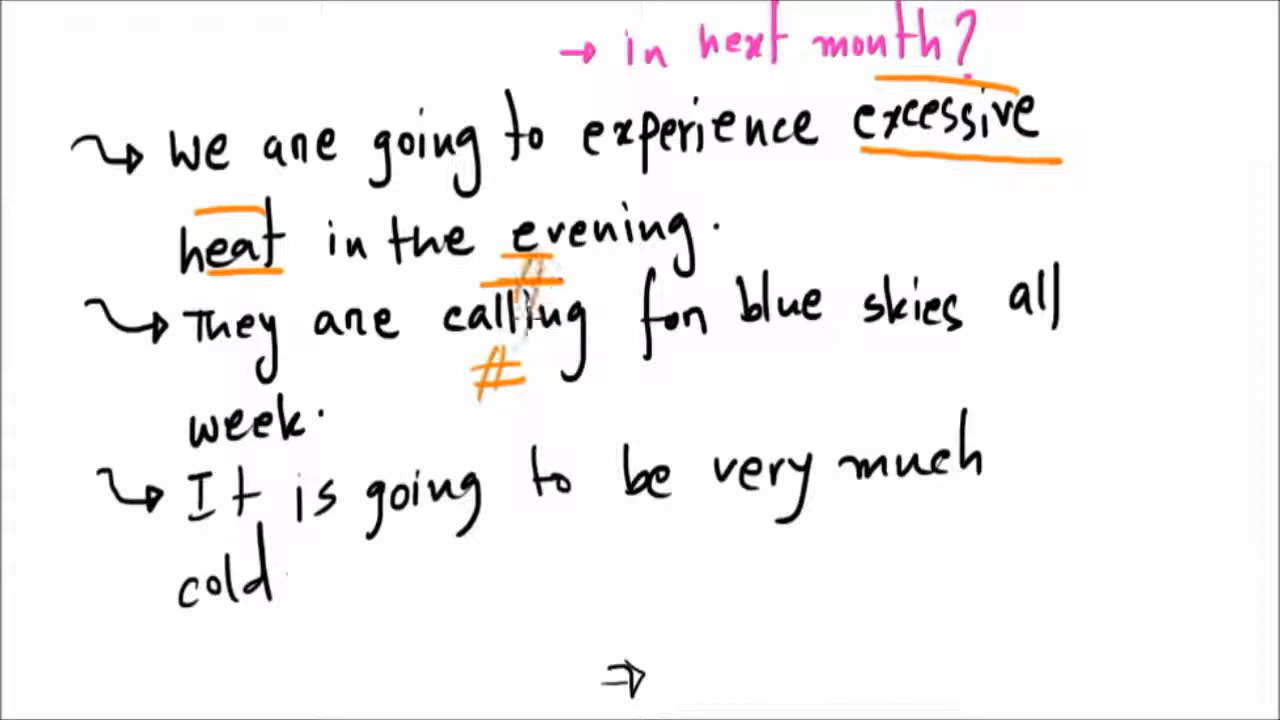 → in next month?
We are going to experience excessive
heat in the evening.
#
They are calling for blue skies all
#
week.
It is going to be very much
cold
⇒